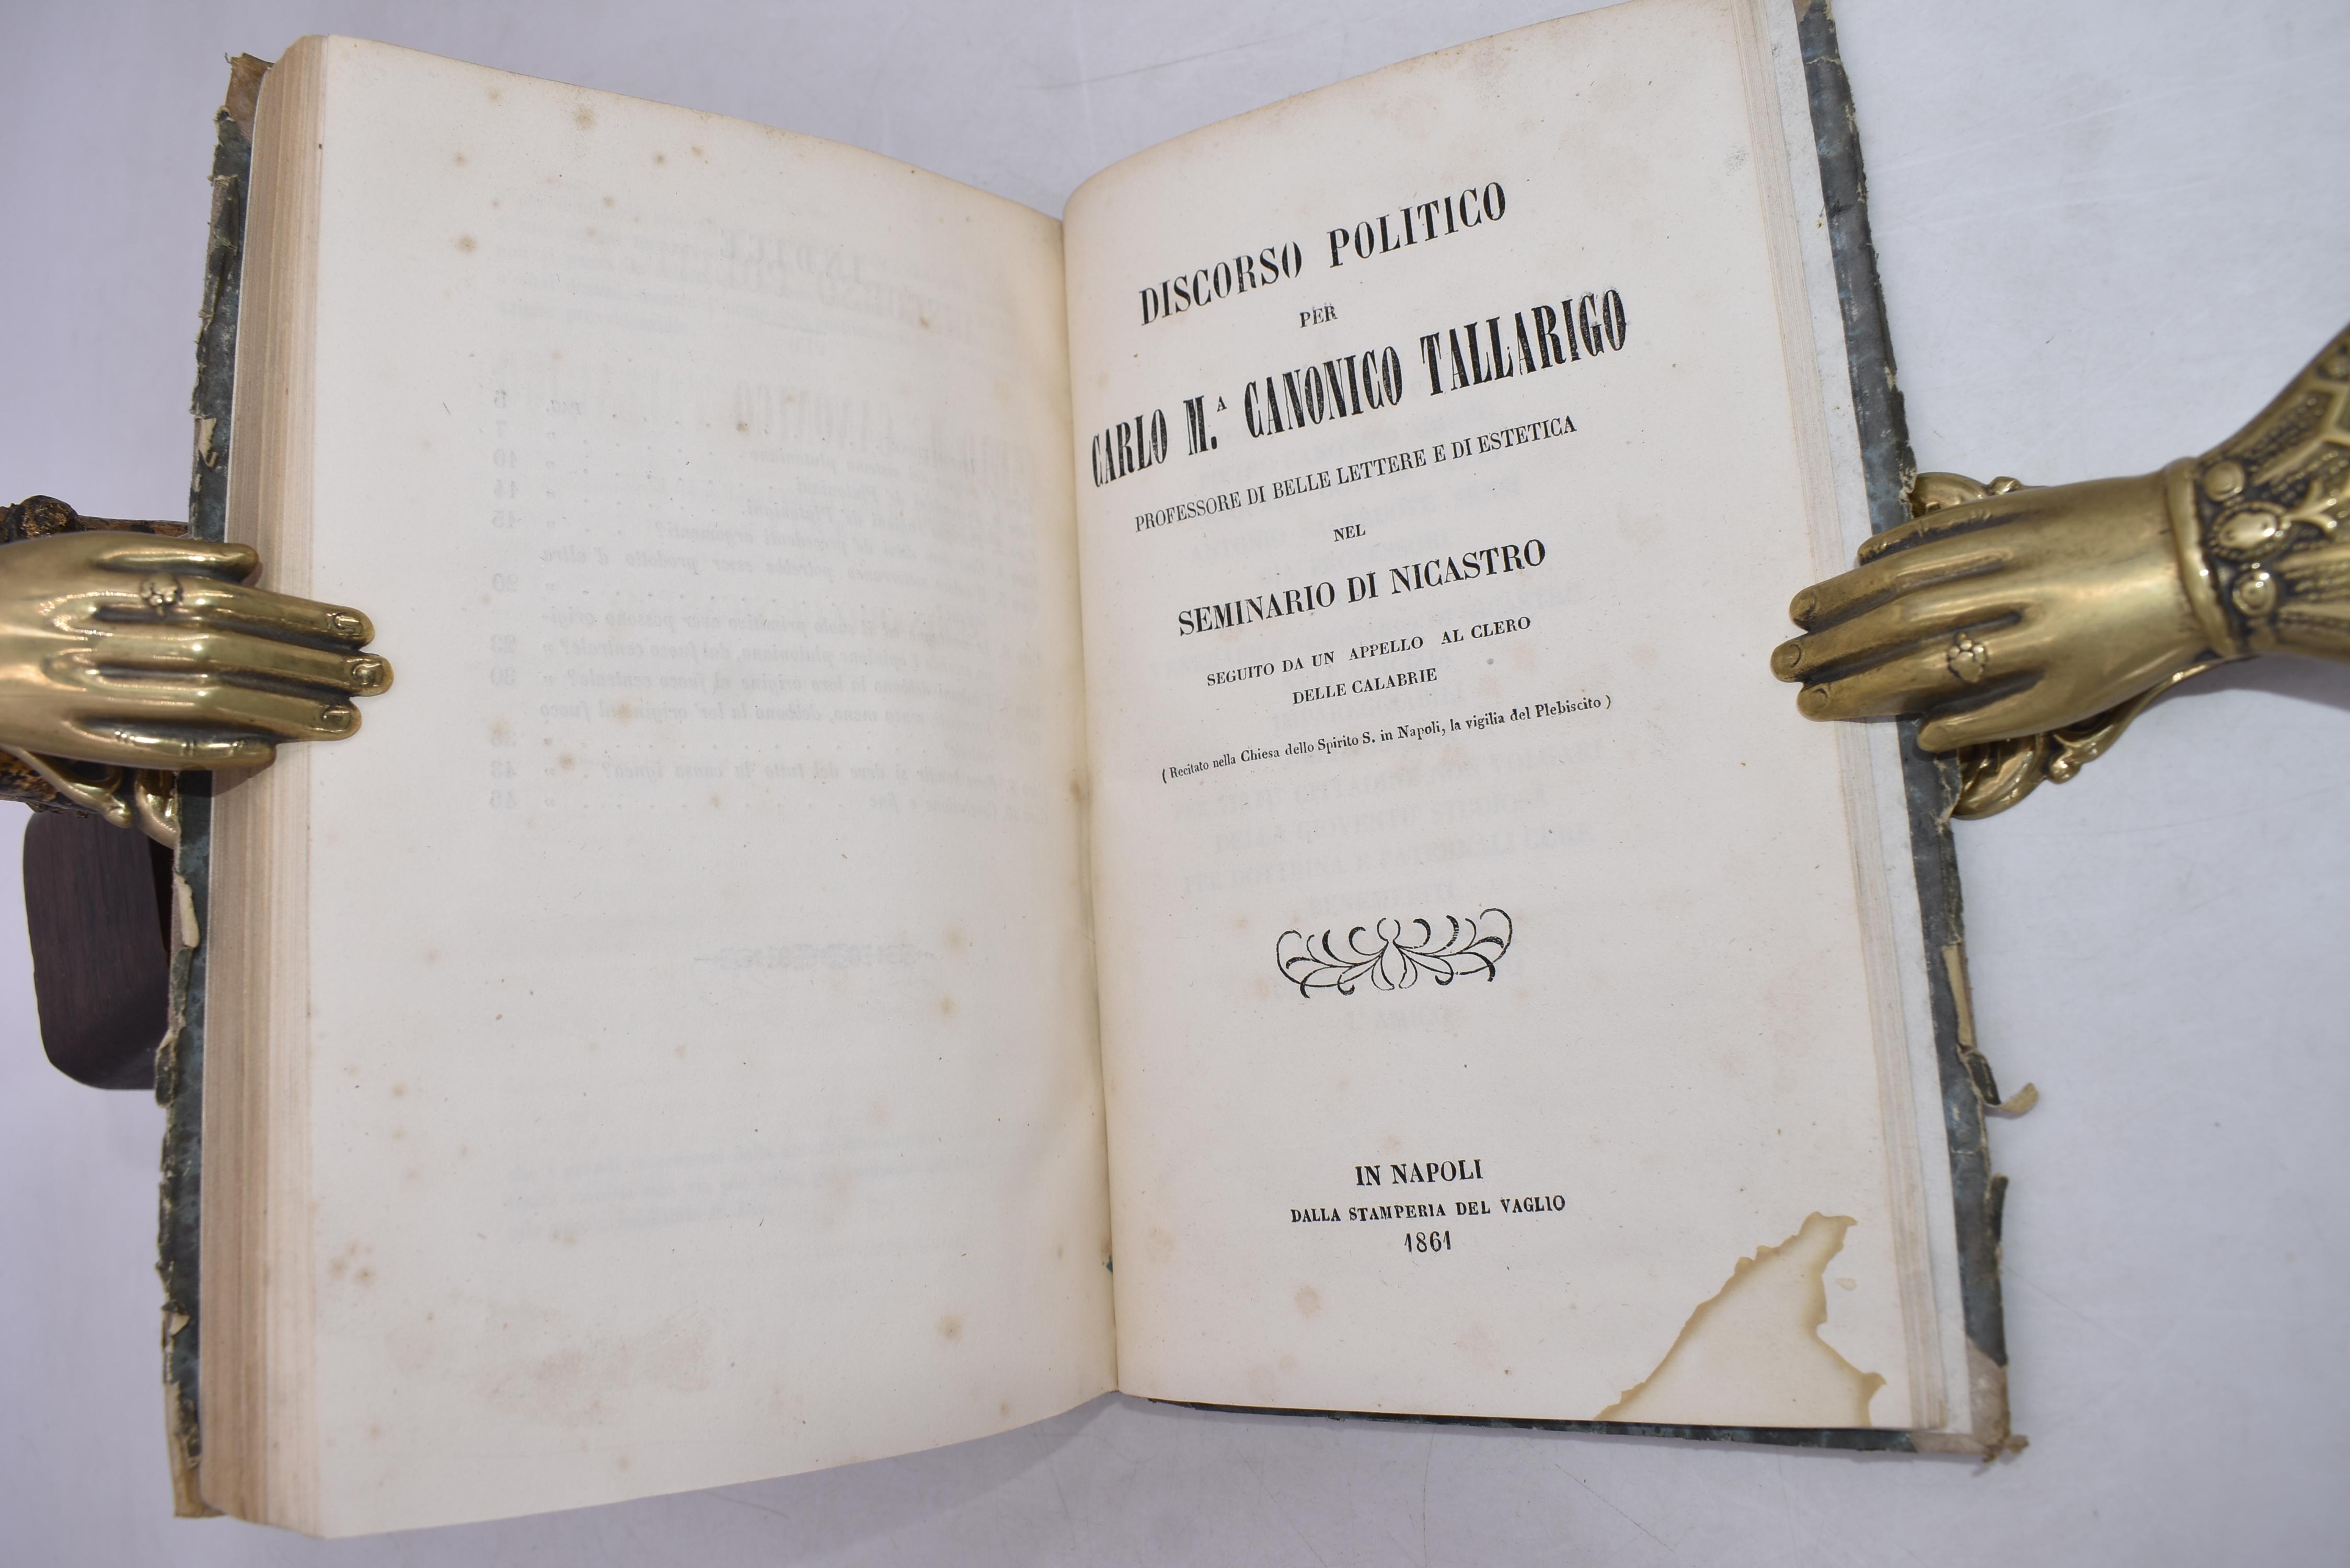 DISCORSO POLITICO
PER
CARLO M.ᴬ CANONICO TALLARIGO
PROFESSORE DI BELLE LETTERE E DI ESTETICA
NEL
SEMINARIO DI NICASTRO
SEGUITO DA UN APPELLO AL CLERO
DELLE CALABRIE
( Recitato nella Chiesa dello Spirito S. in Napoli, la vigilia del Plebiscito )
IN NAPOLI
DALLA STAMPERIA DEL VAGLIO
1861